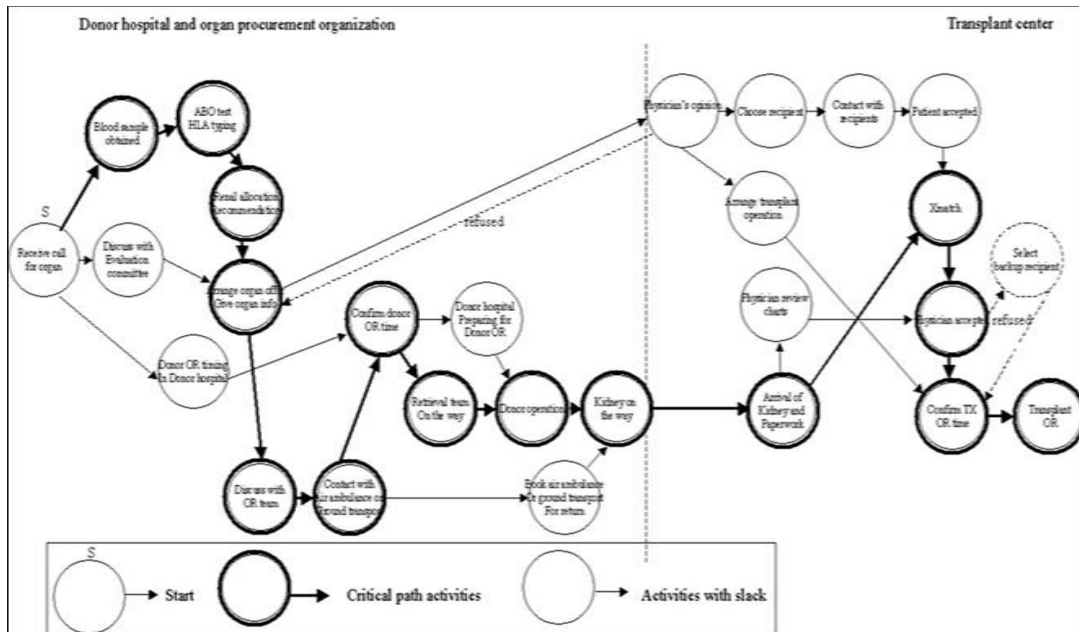 Donor hospital and organ procurement organization
Transplant center
Blood sample
obtained
ABO test
HLA typing
Renal allocation
Recommendation
S
Receive call
for organ
Discuss with
Evaluation
committee
Arrange organ off
Give organ info
Donor OR timing
In Donor hospital
Discuss with
OR team
Contact with
Air ambulance or
Ground transpor
Confirm donor
OR time
Donor hospital
Preparing for
Donor OR
Retrieval team
On the way
Donor operation
Kidney on
the way
Book air ambulance
Or ground transport
For return
refused
Physician's opinion
Choose recipient
Contact with
recipients
Patient accepted
Arrange transplant
operation
Xmatch
Physician review
charts
Physician accepted
refused
Select
backup recipient
Arrival of
Kidney and
Paperwork
Confirm TX
OR time
Transplant
OR
S
Start
Critical path activities
Activities with slack